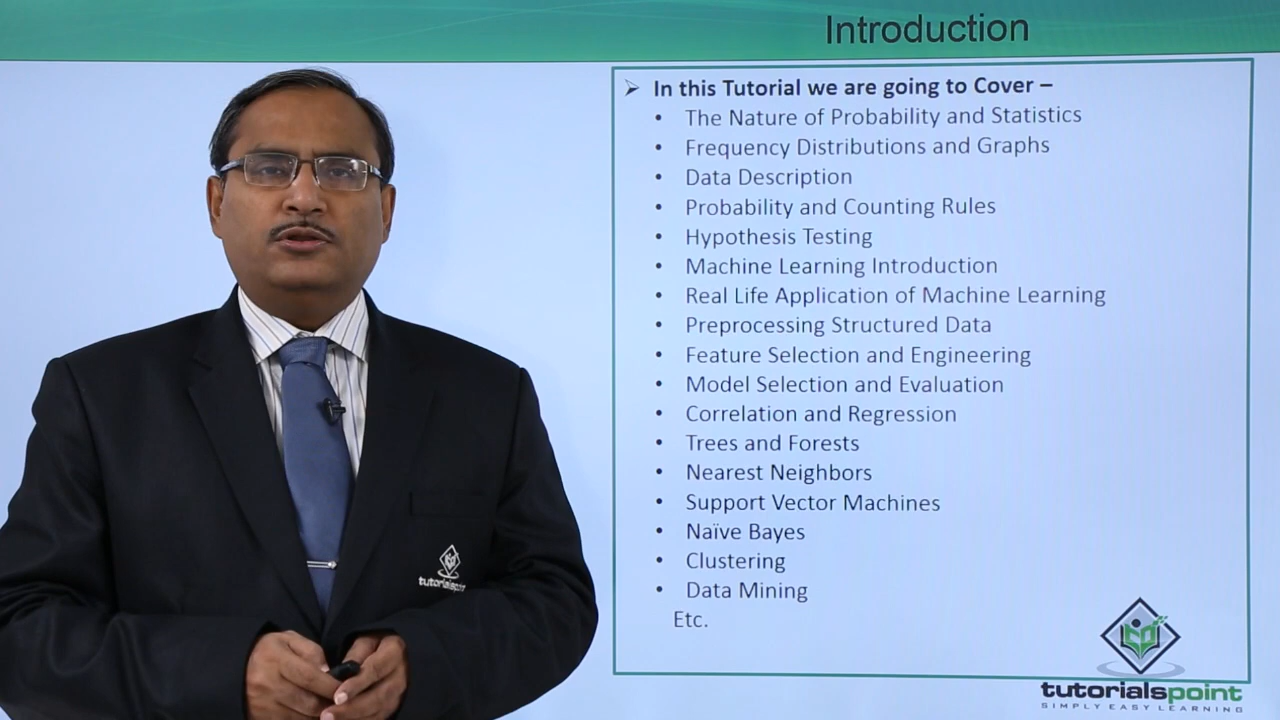 Introduction
In this Tutorial we are going to Cover –
The Nature of Probability and Statistics
Frequency Distributions and Graphs
Data Description
Probability and Counting Rules
Hypothesis Testing
Machine Learning Introduction
Real Life Application of Machine Learning
Preprocessing Structured Data
Feature Selection and Engineering
Model Selection and Evaluation
Correlation and Regression
Trees and Forests
Nearest Neighbors
Support Vector Machines
Naïve Bayes
Clustering
Data Mining
Etc.
tutorialspoint
tutorialspoint
SIMPLY EASY LEARNING